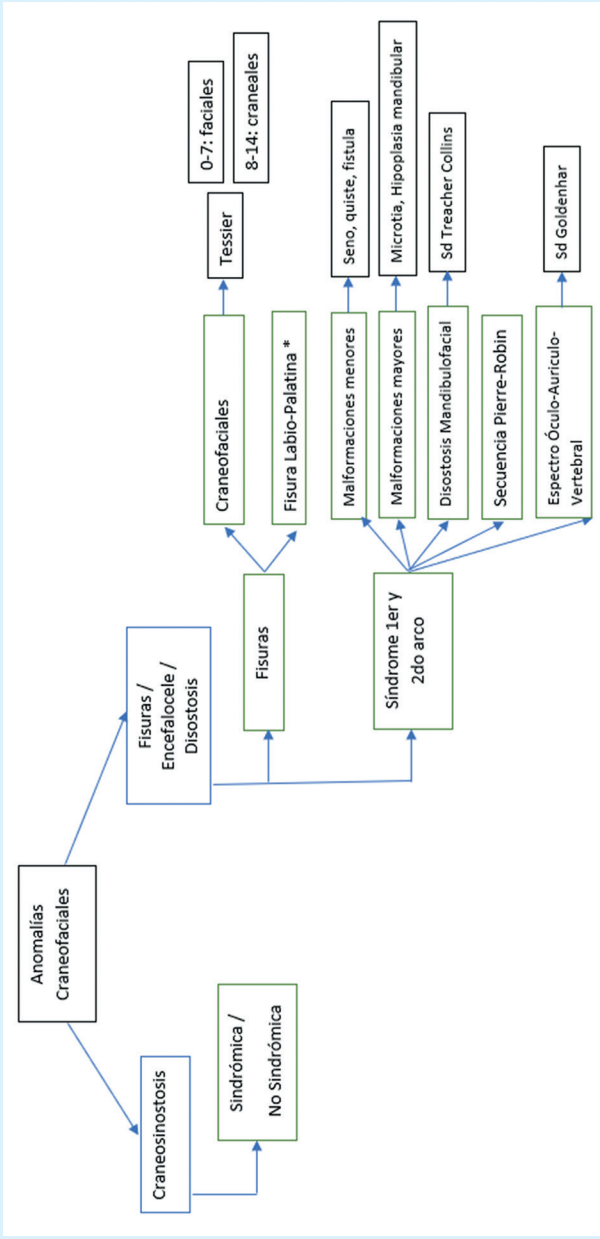 Anomalías
Craneofaciales
Craneosinostosis
Sindrómica /
No Sindrómica
Fisuras /
Encefalocele /
Disostosis
Fisuras
Craneofaciales
Tessier
0-7: faciales
8-14: craneales
Fisura Labio-Palatina *
Síndrome 1er y
2do arco
Malformaciones menores
Seno, quiste, fistula
Malformaciones mayores
Microtia, Hipoplasia mandibular
Disostosis Mandibulofacial
Sd Treacher Collins
Secuencia Pierre-Robin
Espectro Óculo-Auriculo-
Vertebral
Sd Goldenhar